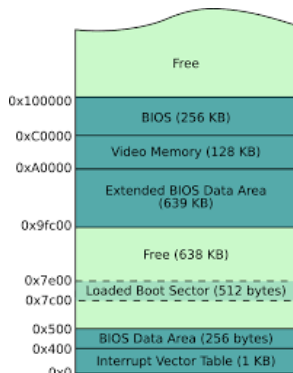 Free
0x100000
BIOS (256 KB)
0xC0000
Video Memory (128 KB)
0xA0000
Extended BIOS Data Area
(639 KB)
0x9fc00
Free (638 KB)
0x7e00
Loaded Boot Sector (512 bytes)
0x7c00
0x500
BIOS Data Area (256 bytes)
0x400
Interrupt Vector Table (1 KB)
0x0